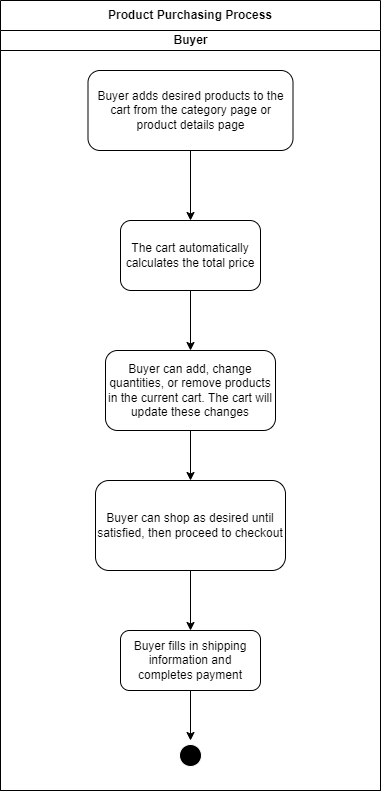 Product Purchasing Process
Buyer
Buyer adds desired products to the
cart from the category page or
product details page
The cart automatically
calculates the total price
Buyer can add, change
quantities, or remove products
in the current cart. The cart will
update these changes
Buyer can shop as desired until
satisfied, then proceed to checkout
Buyer fills in shipping
information and
completes payment